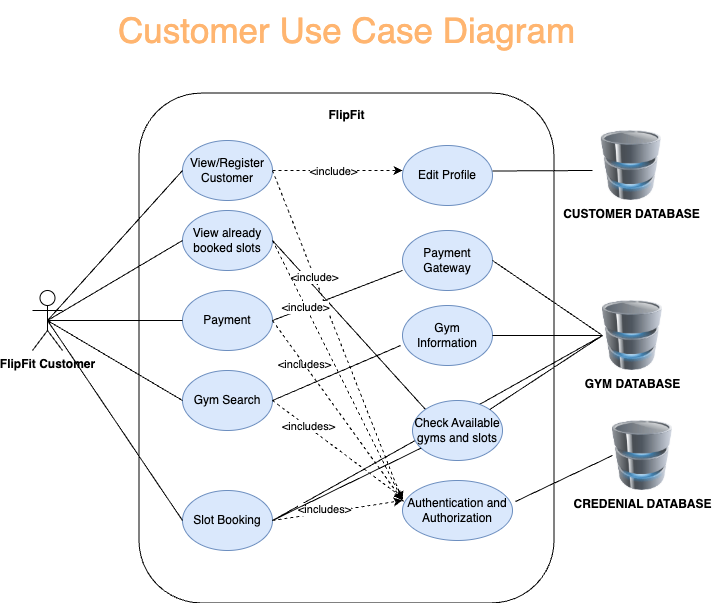 Customer Use Case Diagram
FlipFit
View/Register
Customer
<include>
Edit Profile
CUSTOMER DATABASE
View already
booked slots
Payment
Gateway
<include>
<include>
Payment
Gym
Information
FlipFit Customer
<includes>
GYM DATABASE
Gym Search
<includes>
Check Available
gyms and slots
Slot Booking
<includes>
Authentication and
Authorization
CREDENIAL DATABASE